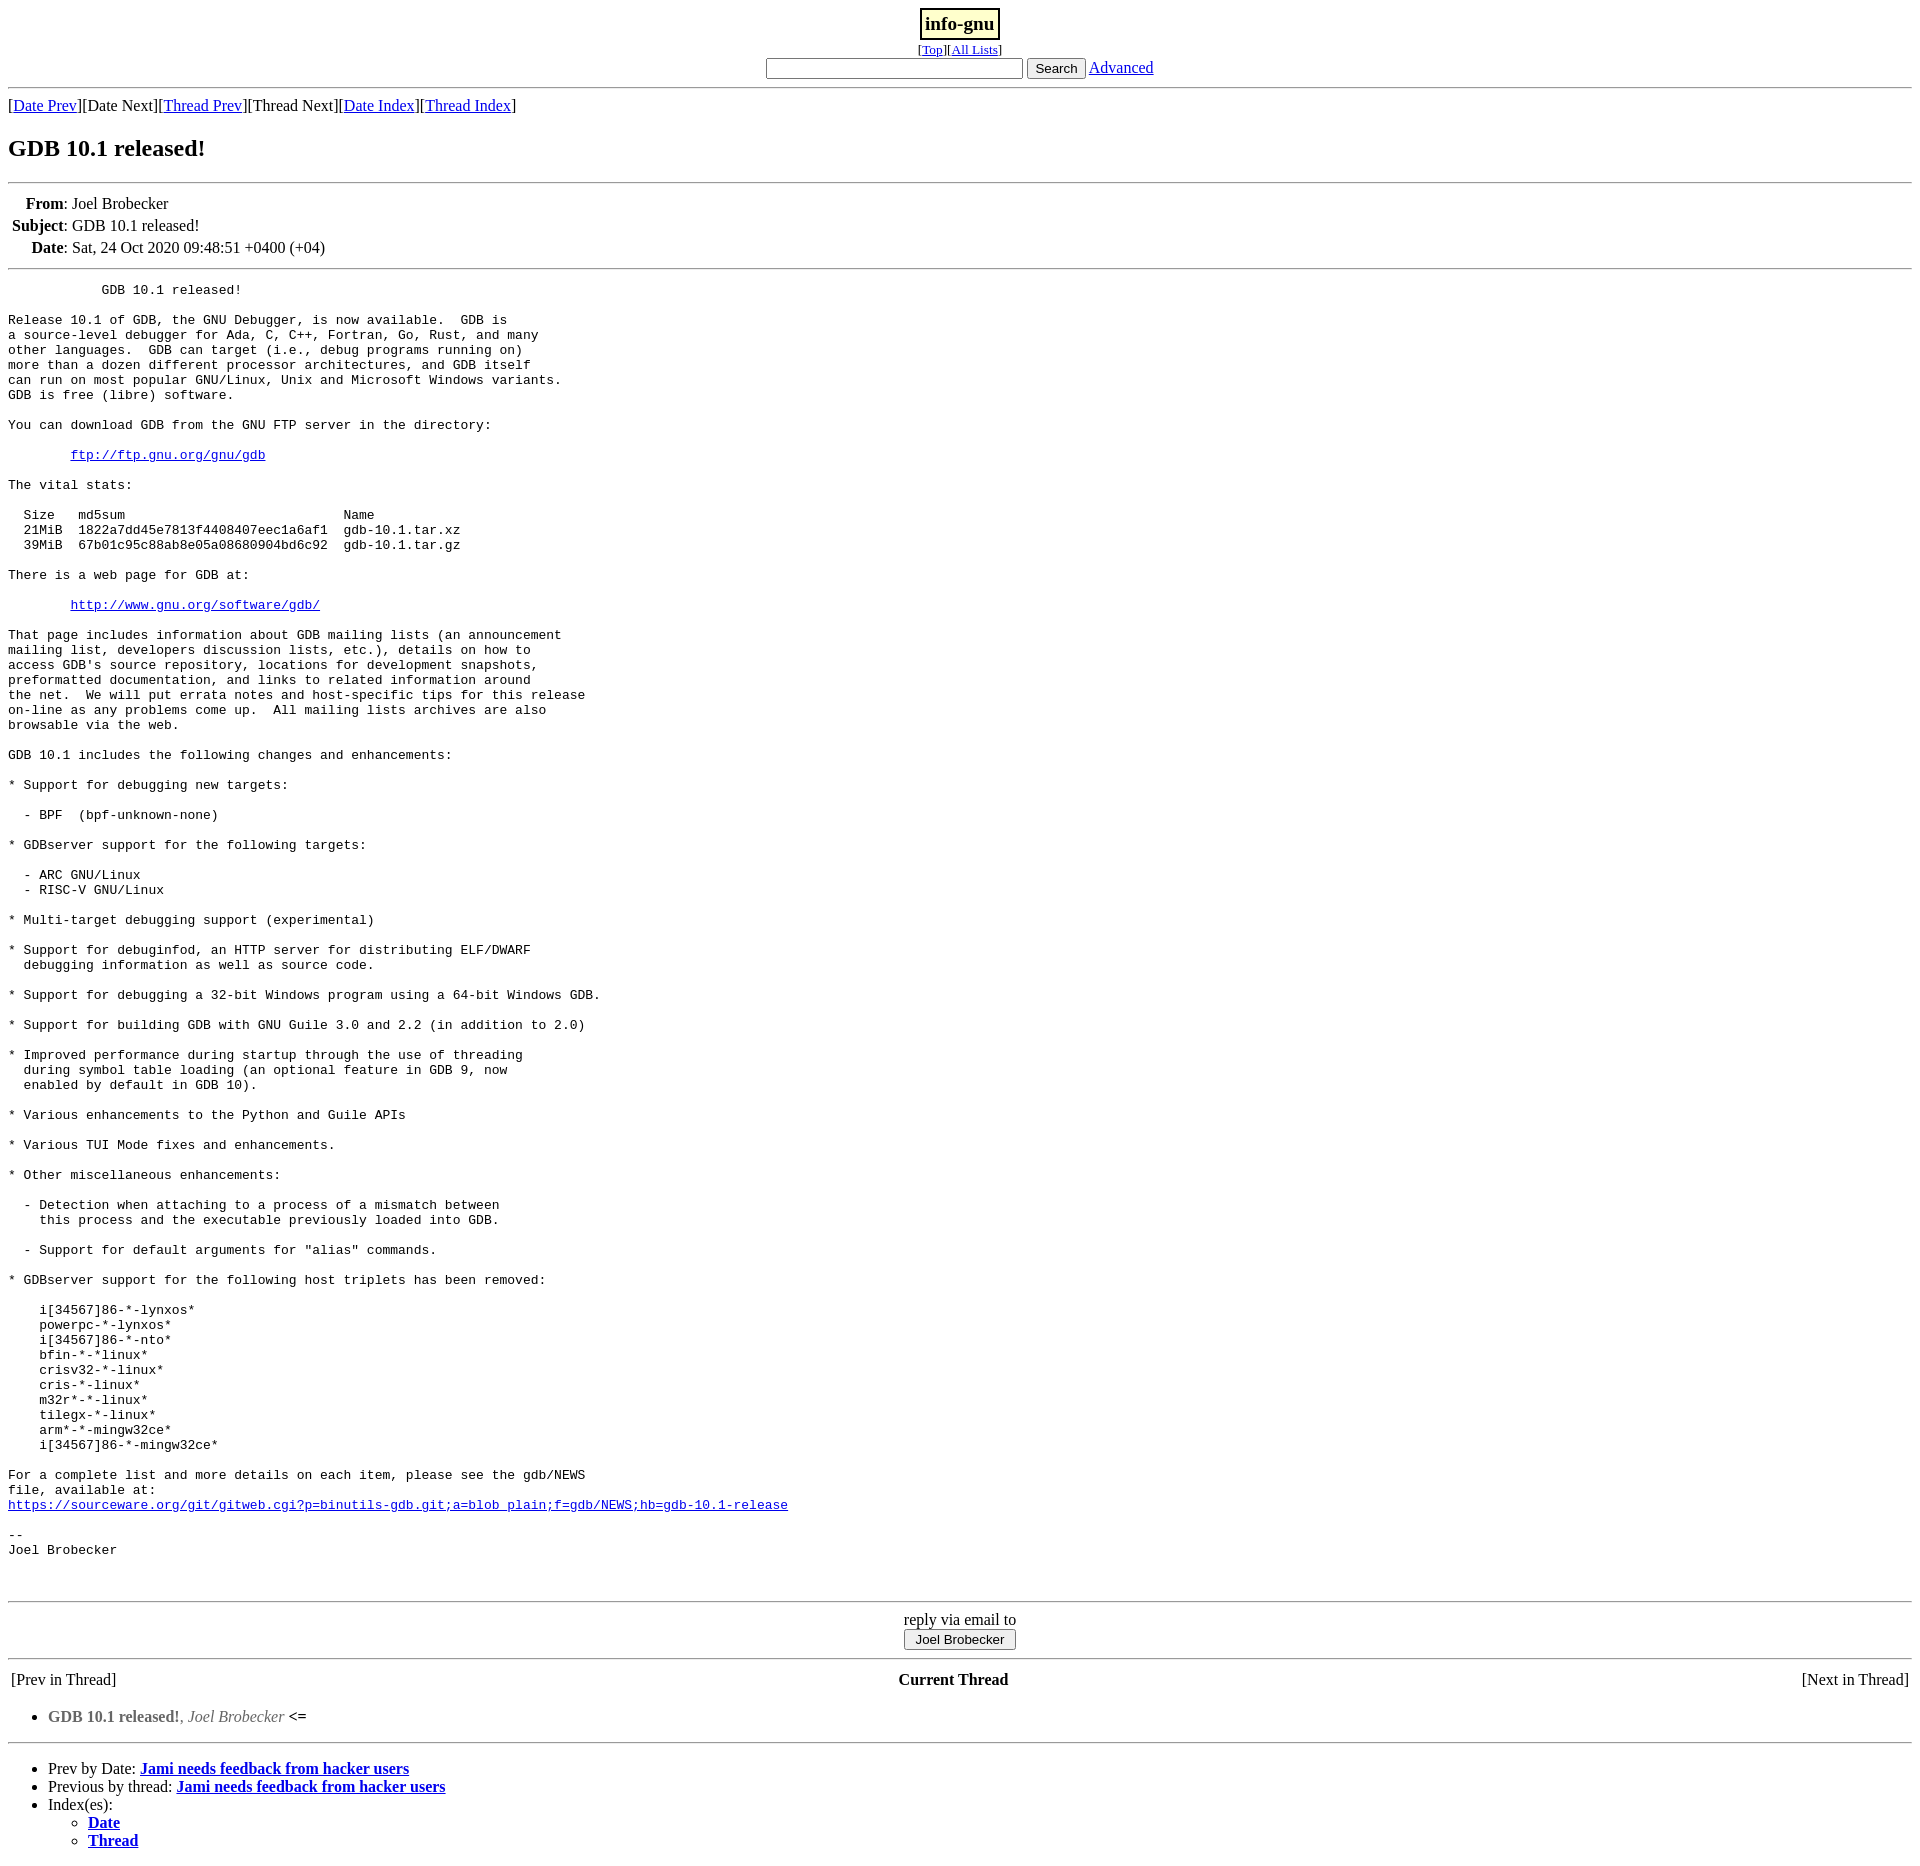 info-gnu
[Top][All Lists]
Search Advanced
[Date Prev][Date Next][Thread Prev][Thread Next][Date Index][Thread Index]
GDB 10.1 released!
From: Joel Brobecker
Subject: GDB 10.1 released!
Date: Sat, 24 Oct 2020 09:48:51 +0400 (+04)
GDB 10.1 released!
Release 10.1 of GDB, the GNU Debugger, is now available.  GDB is
a source-level debugger for Ada, C, C++, Fortran, Go, Rust, and many
other languages.  GDB can target (i.e., debug programs running on)
more than a dozen different processor architectures, and GDB itself
can run on most popular GNU/Linux, Unix and Microsoft Windows variants.
GDB is free (libre) software.
You can download GDB from the GNU FTP server in the directory:
ftp://ftp.gnu.org/gnu/gdb
The vital stats:
Size   md5sum                            Name
21MiB  1822a7dd45e7813f4408407eec1a6af1  gdb-10.1.tar.xz
39MiB  67b01c95c88ab8e05a08680904bd6c92  gdb-10.1.tar.gz
There is a web page for GDB at:
http://www.gnu.org/software/gdb/
That page includes information about GDB mailing lists (an announcement
mailing list, developers discussion lists, etc.), details on how to
access GDB's source repository, locations for development snapshots,
preformatted documentation, and links to related information around
the net.  We will put errata notes and host-specific tips for this release
on-line as any problems come up.  All mailing lists archives are also
browsable via the web.
GDB 10.1 includes the following changes and enhancements:
* Support for debugging new targets:
- BPF  (bpf-unknown-none)
* GDBserver support for the following targets:
- ARC GNU/Linux
- RISC-V GNU/Linux
* Multi-target debugging support (experimental)
* Support for debuginfod, an HTTP server for distributing ELF/DWARF
debugging information as well as source code.
* Support for debugging a 32-bit Windows program using a 64-bit Windows GDB.
* Support for building GDB with GNU Guile 3.0 and 2.2 (in addition to 2.0)
* Improved performance during startup through the use of threading
during symbol table loading (an optional feature in GDB 9, now
enabled by default in GDB 10).
* Various enhancements to the Python and Guile APIs
* Various TUI Mode fixes and enhancements.
* Other miscellaneous enhancements:
- Detection when attaching to a process of a mismatch between
this process and the executable previously loaded into GDB.
- Support for default arguments for "alias" commands.
* GDBserver support for the following host triplets has been removed:
i[34567]86-*-lynxos*
powerpc-*-lynxos*
i[34567]86-*-nto*
bfin-*-*linux*
crisv32-*-linux*
cris-*-linux*
m32r*-*-linux*
tilegx-*-linux*
arm*-*-mingw32ce*
i[34567]86-*-mingw32ce*
For a complete list and more details on each item, please see the gdb/NEWS
file, available at:
https://sourceware.org/git/gitweb.cgi?p=binutils-gdb.git;a=blob_plain;f=gdb/NEWS;hb=gdb-10.1-release
--
Joel Brobecker
reply via email to
Joel Brobecker
[Prev in Thread] Current Thread [Next in Thread]
• GDB 10.1 released!, Joel Brobecker <=
• Prev by Date: Jami needs feedback from hacker users
• Previous by thread: Jami needs feedback from hacker users
• Index(es):
◦ Date
◦ Thread